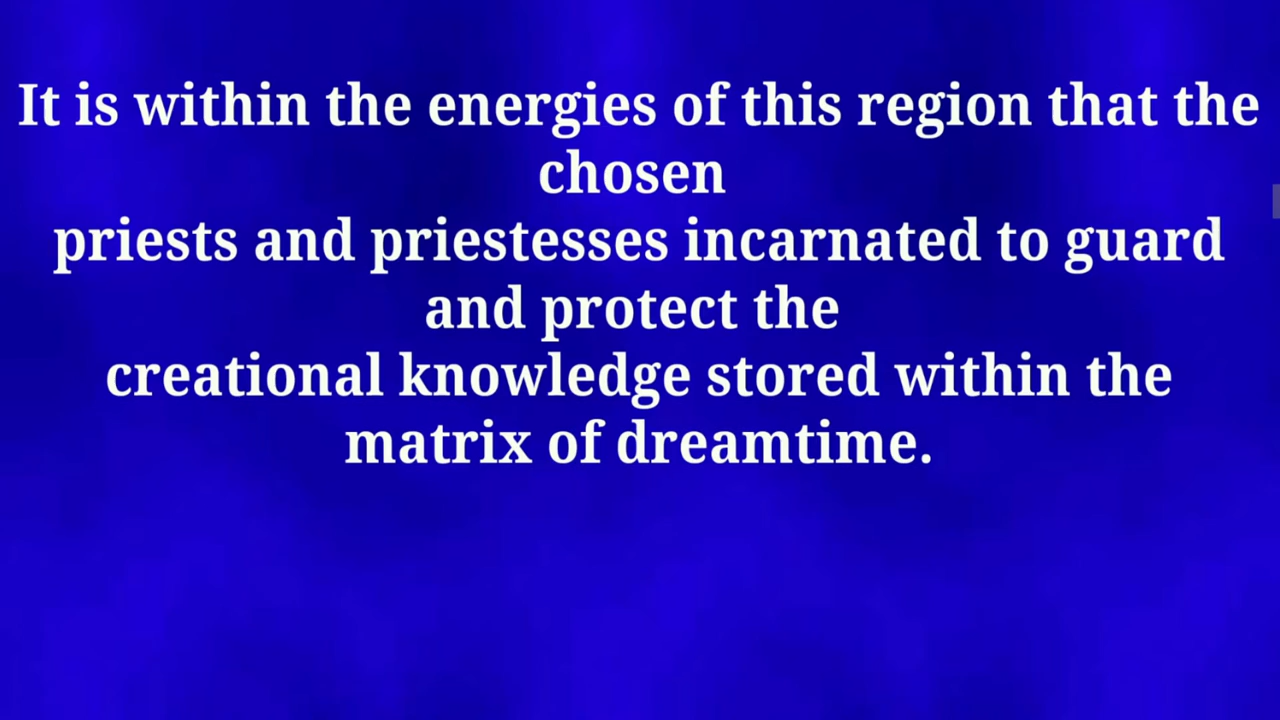 It is within the energies of this region that the
chosen
priests and priestesses incarnated to guard
and protect the
creational knowledge stored within the
matrix of dreamtime.